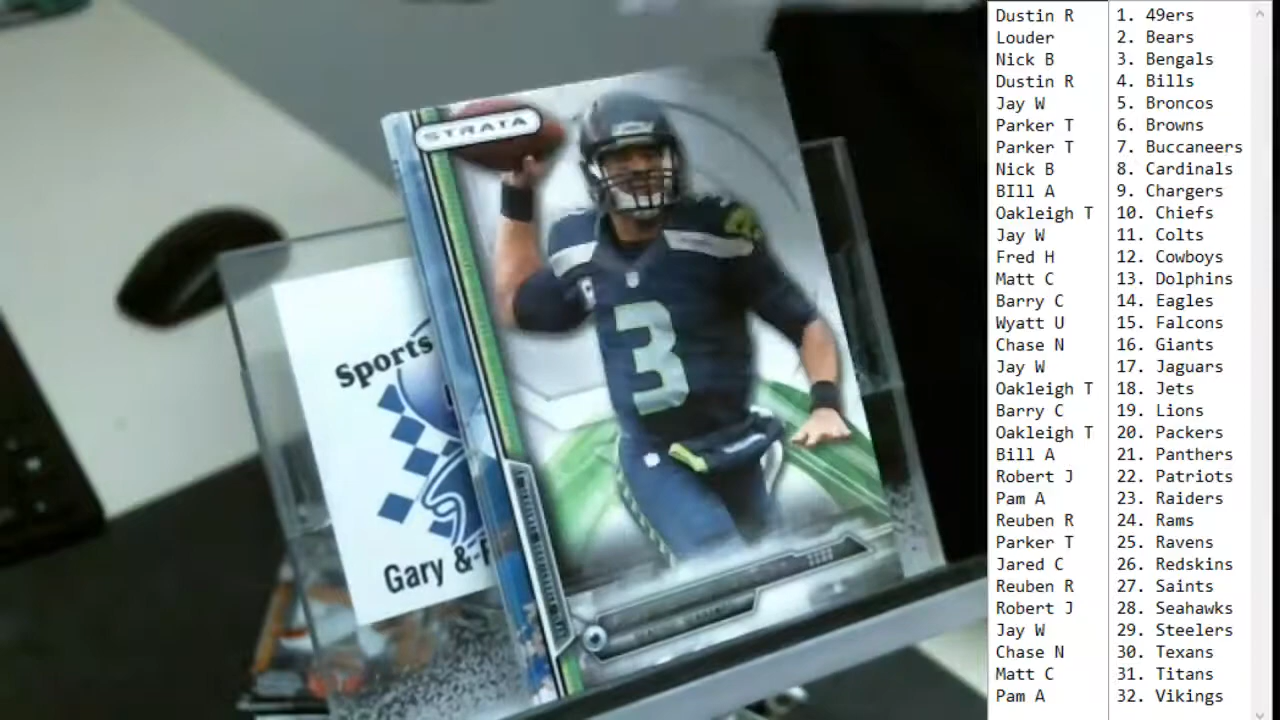 STRATA
3
Sports
Gary &
Dustin R 1. 49ers
Louder 2. Bears
Nick B 3. Bengals
Dustin R 4. Bills
Jay W 5. Broncos
Parker T 6. Browns
Parker T 7. Buccaneers
Nick B 8. Cardinals
BIll A 9. Chargers
Oakleigh T 10. Chiefs
Jay W 11. Colts
Fred H 12. Cowboys
Matt C 13. Dolphins
Barry C 14. Eagles
Wyatt U 15. Falcons
Chase N 16. Giants
Jay W 17. Jaguars
Oakleigh T 18. Jets
Barry C 19. Lions
Oakleigh T 20. Packers
Bill A 21. Panthers
Robert J 22. Patriots
Pam A 23. Raiders
Reuben R 24. Rams
Parker T 25. Ravens
Jared C 26. Redskins
Reuben R 27. Saints
Robert J 28. Seahawks
Jay W 29. Steelers
Chase N 30. Texans
Matt C 31. Titans
Pam A 32. Vikings